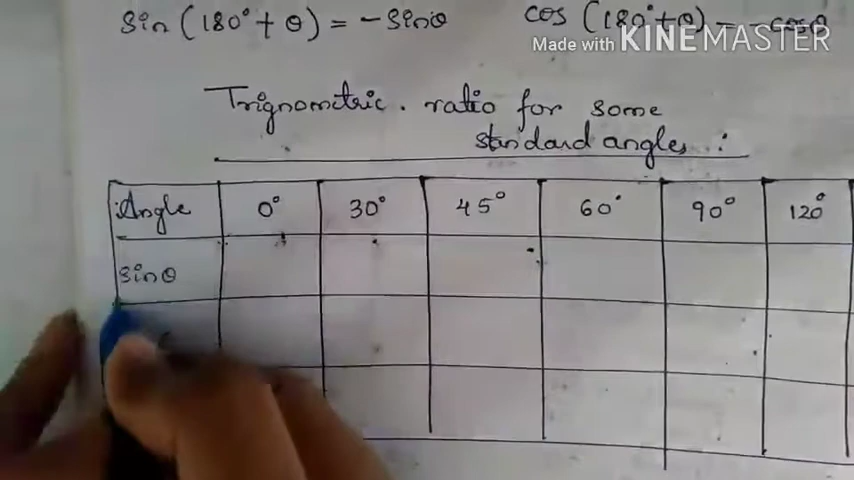 sin (180° + θ) = - sinθ cos (180° + θ) = - cosθ
Made with KINEMASTER
Trignometric. ratio for some
standard angles :
Angle 0° 30° 45° 60° 90° 120°
sinθ